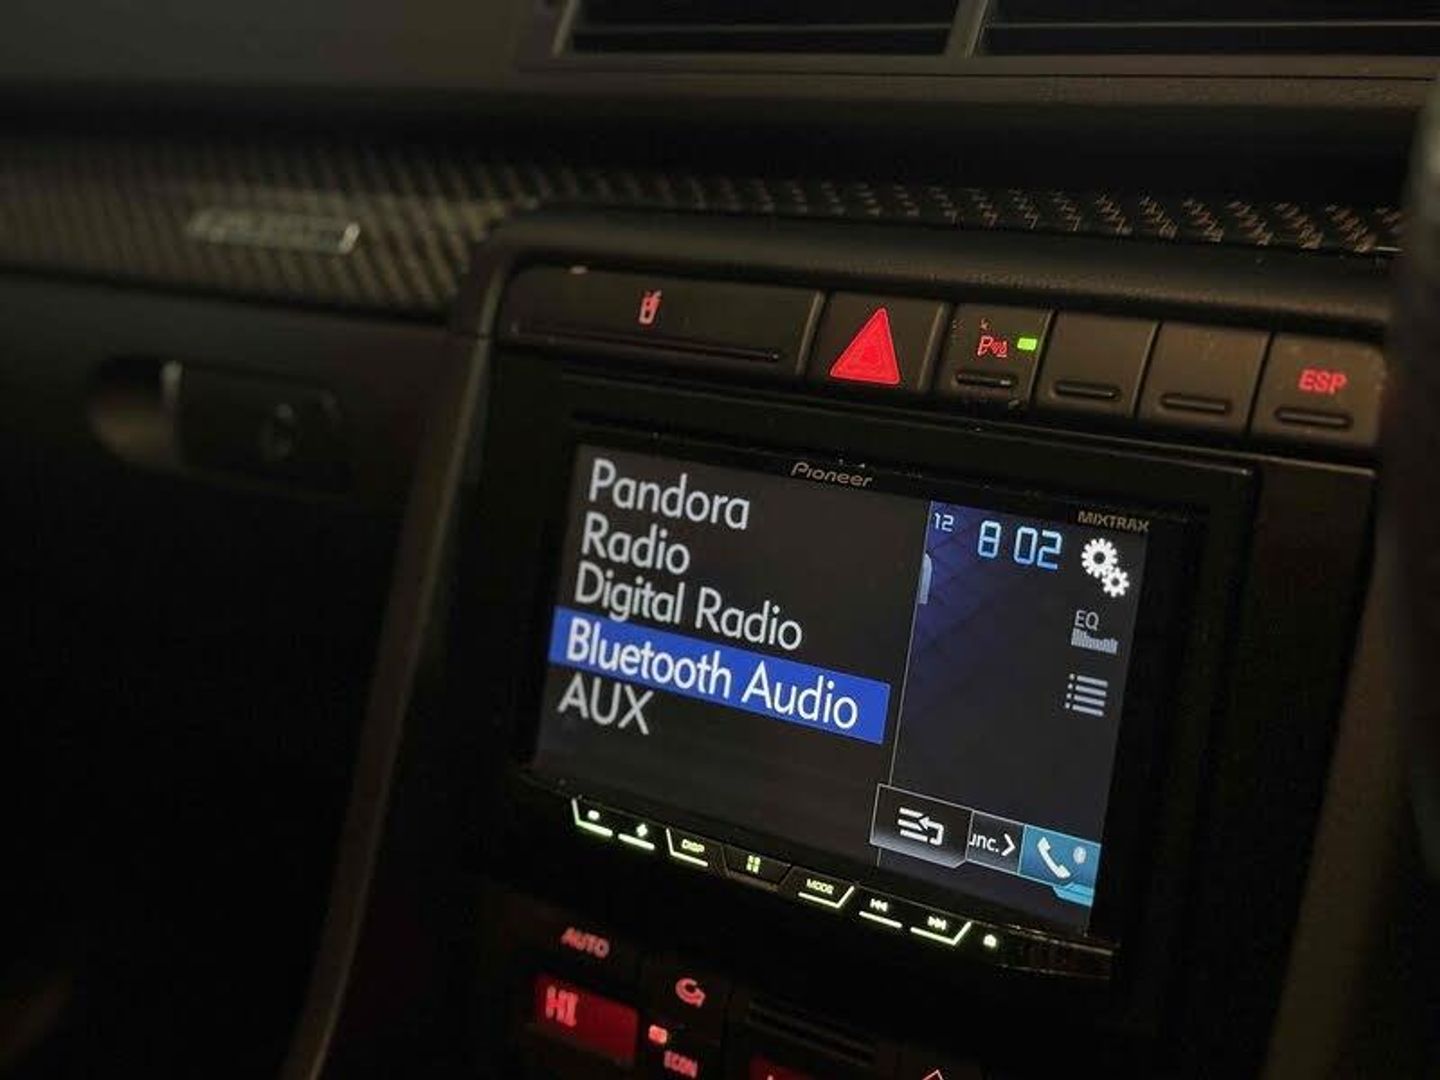 ESP
Pioneer
MIXTRAX
Pandora
Radio
Digital Radio
Bluetooth Audio
AUX
12
8 02
EQ
unc.
DISP
MODE
AUTO
HI
ECON